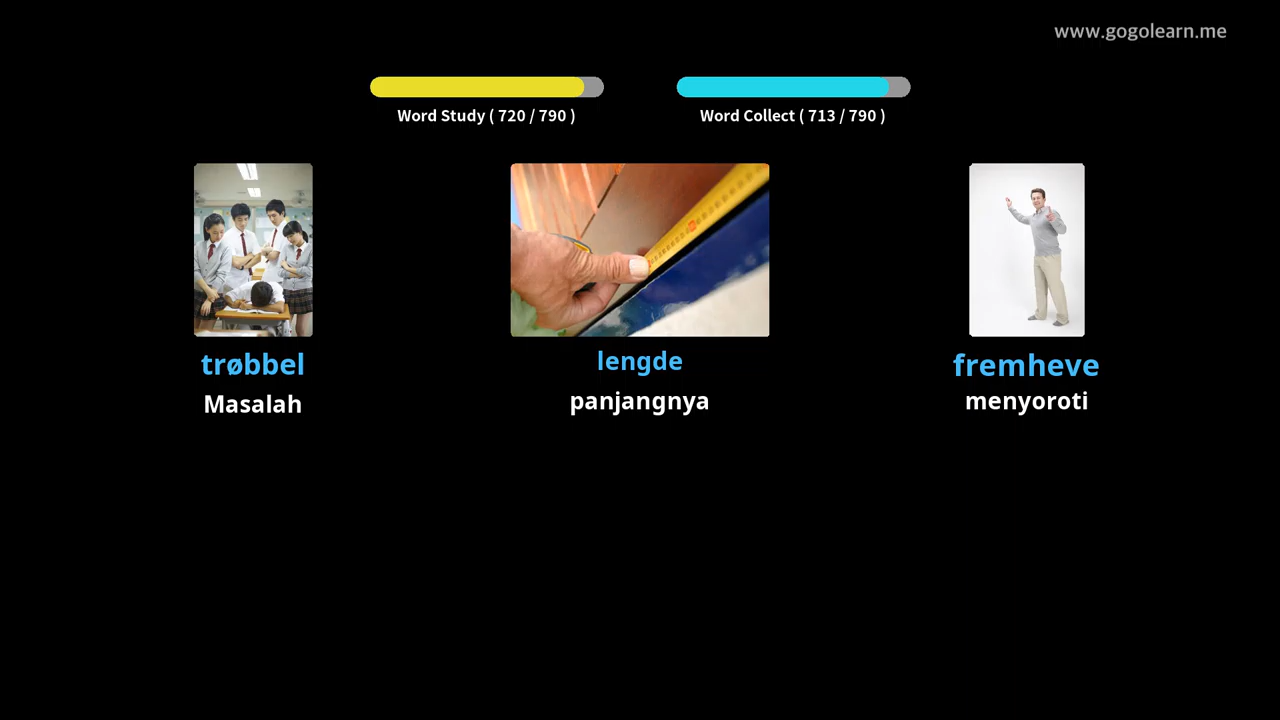 www.gogolearn.me
Word Study ( 720 / 790 )
Word Collect ( 713 / 790 )
trøbbel
Masalah
lengde
panjangnya
fremheve
menyoroti